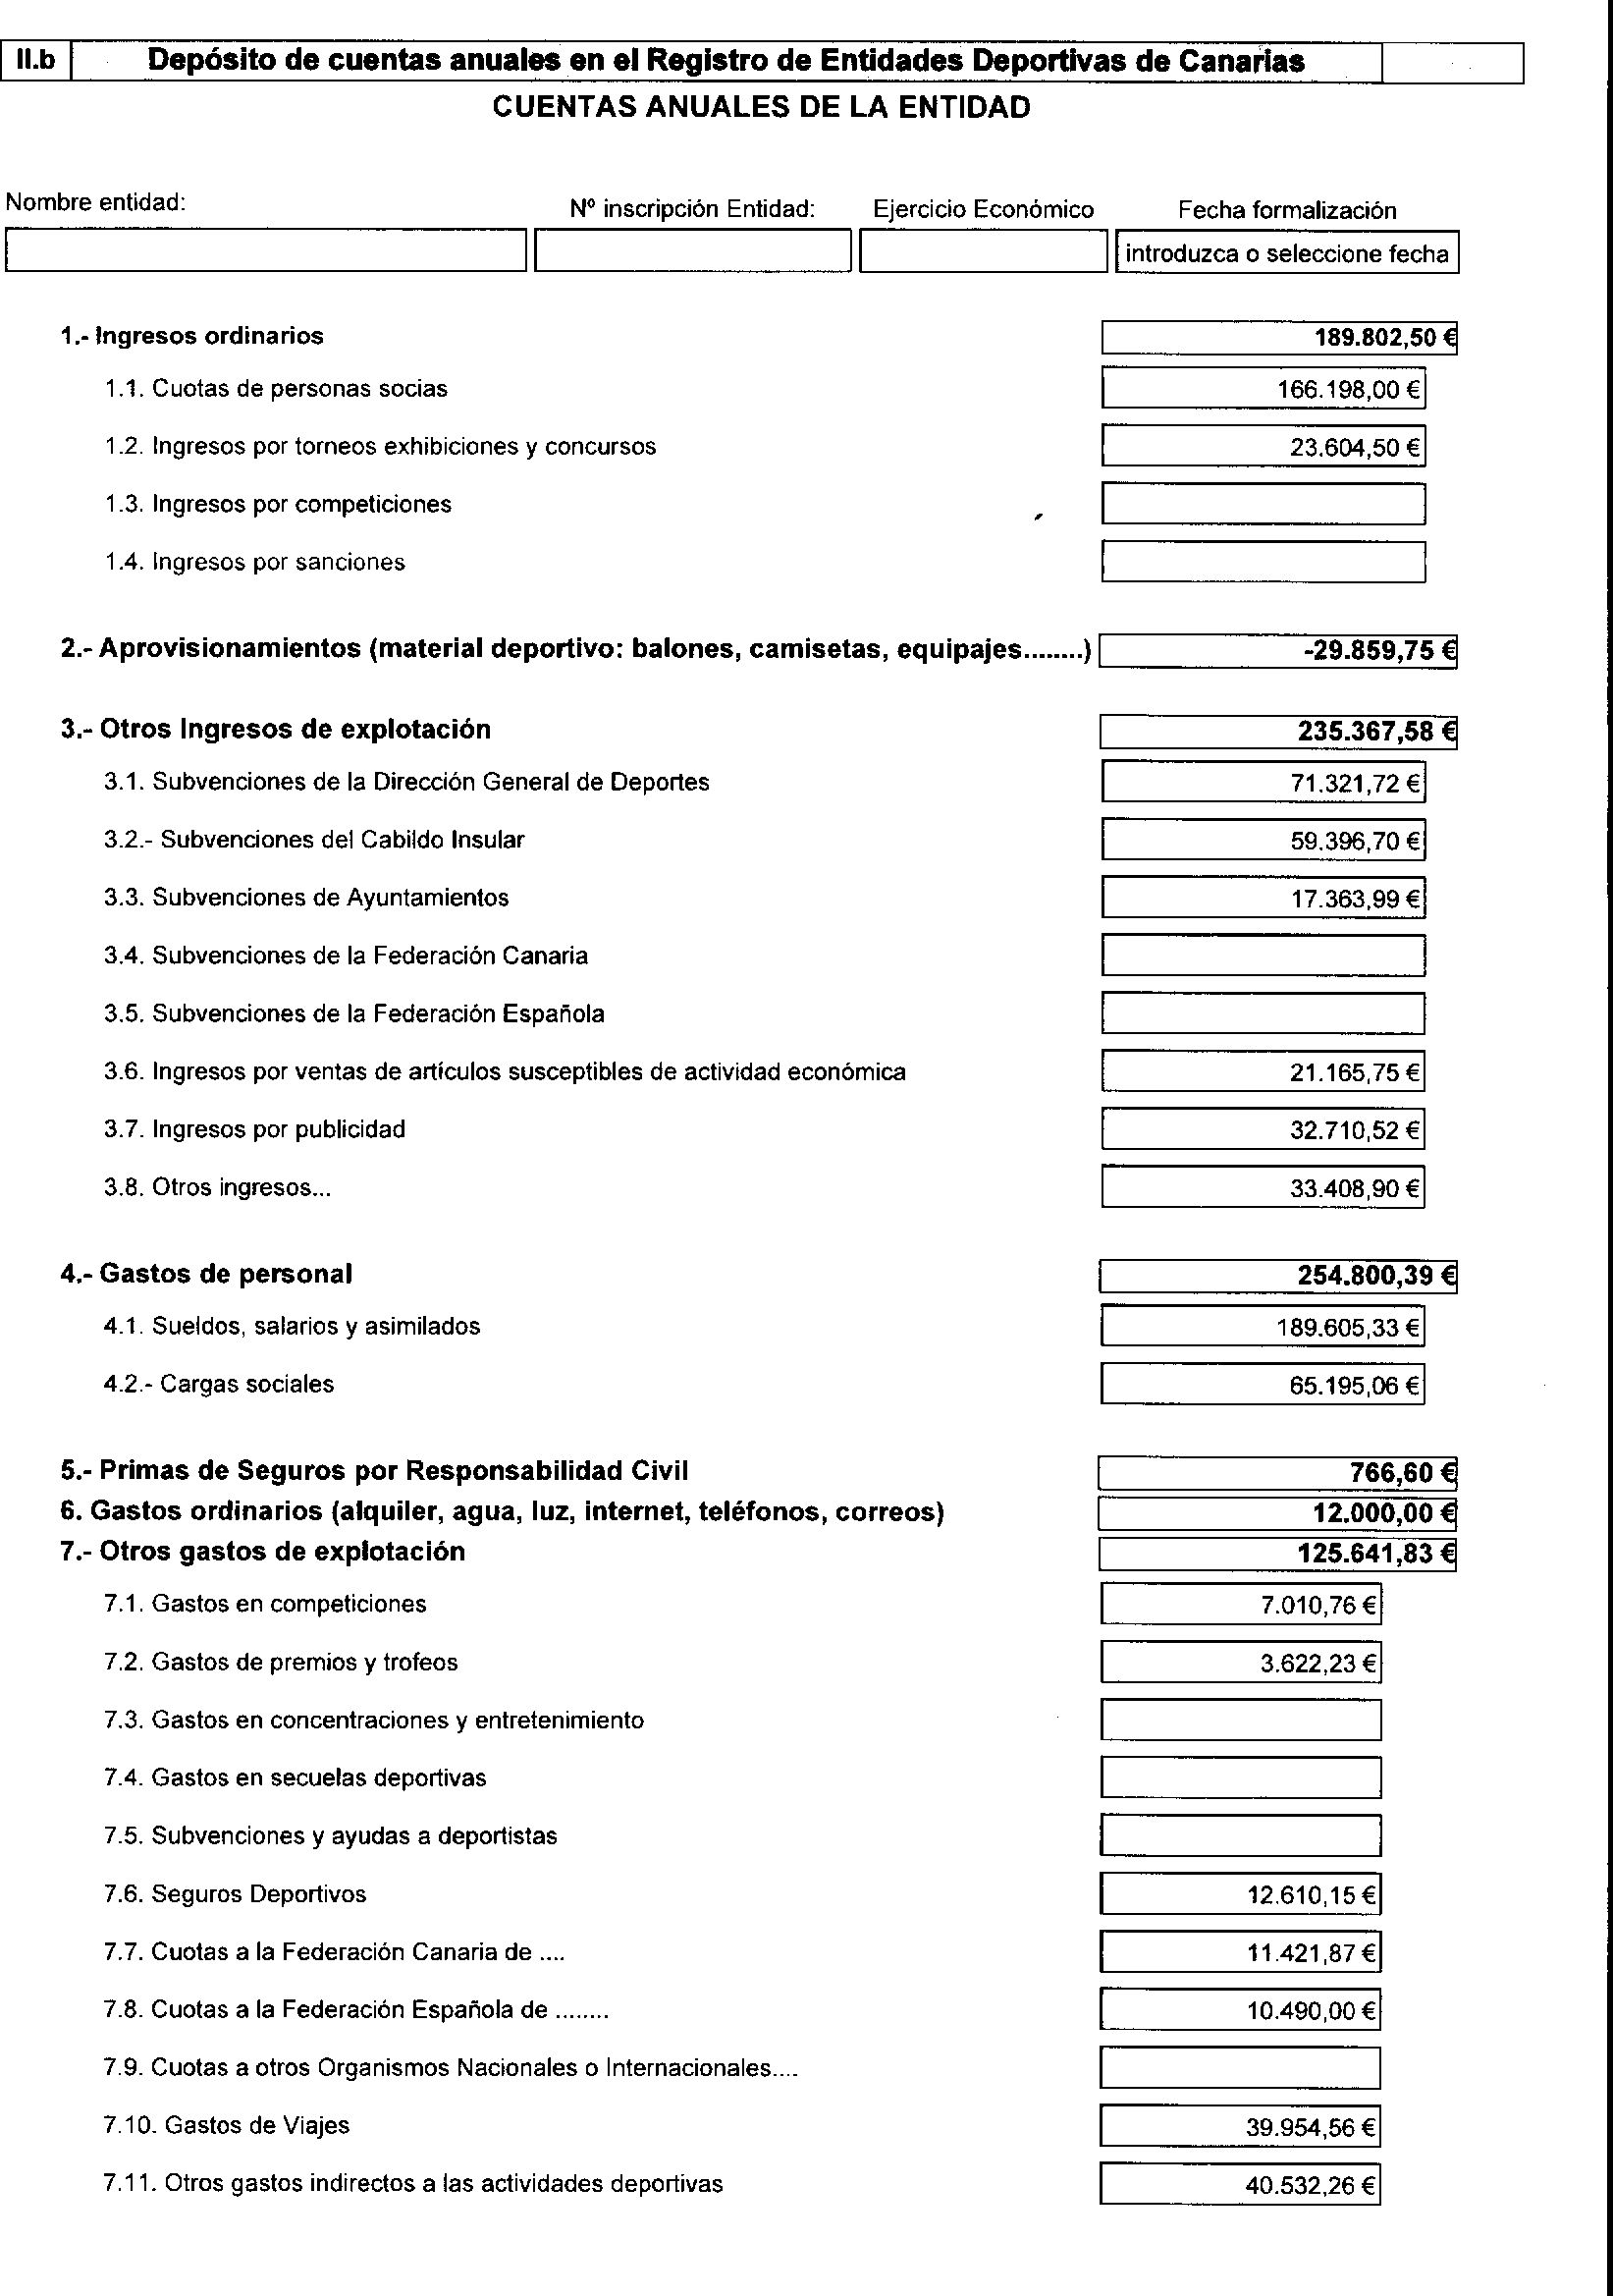 II.b Depósito de cuentas anuales en el Registro de Entidades Deportivas de Canarias
CUENTAS ANUALES DE LA ENTIDAD
Nombre entidad: Nº inscripción Entidad: Ejercicio Económico Fecha formalización
introduzca o seleccione fecha
1.- Ingresos ordinarios 189.802,50 €
1.1. Cuotas de personas socias 166.198,00 €
1.2. Ingresos por torneos exhibiciones y concursos 23.604,50 €
1.3. Ingresos por competiciones
1.4. Ingresos por sanciones
2.- Aprovisionamientos (material deportivo: balones, camisetas, equipajes........) -29.859,75 €
3.- Otros Ingresos de explotación 235.367,58 €
3.1. Subvenciones de la Dirección General de Deportes 71.321,72 €
3.2.- Subvenciones del Cabildo Insular 59.396,70 €
3.3. Subvenciones de Ayuntamientos 17.363,99 €
3.4. Subvenciones de la Federación Canaria
3.5. Subvenciones de la Federación Española
3.6. Ingresos por ventas de artículos susceptibles de actividad económica 21.165,75 €
3.7. Ingresos por publicidad 32.710,52 €
3.8. Otros ingresos... 33.408,90 €
4.- Gastos de personal 254.800,39 €
4.1. Sueldos, salarios y asimilados 189.605,33 €
4.2.- Cargas sociales 65.195,06 €
5.- Primas de Seguros por Responsabilidad Civil 766,60 €
6. Gastos ordinarios (alquiler, agua, luz, internet, teléfonos, correos) 12.000,00 €
7.- Otros gastos de explotación 125.641,83 €
7.1. Gastos en competiciones 7.010,76 €
7.2. Gastos de premios y trofeos 3.622,23 €
7.3. Gastos en concentraciones y entretenimiento
7.4. Gastos en secuelas deportivas
7.5. Subvenciones y ayudas a deportistas
7.6. Seguros Deportivos 12.610,15 €
7.7. Cuotas a la Federación Canaria de .... 11.421,87 €
7.8. Cuotas a la Federación Española de ........ 10.490,00 €
7.9. Cuotas a otros Organismos Nacionales o Internacionales....
7.10. Gastos de Viajes 39.954,56 €
7.11. Otros gastos indirectos a las actividades deportivas 40.532,26 €